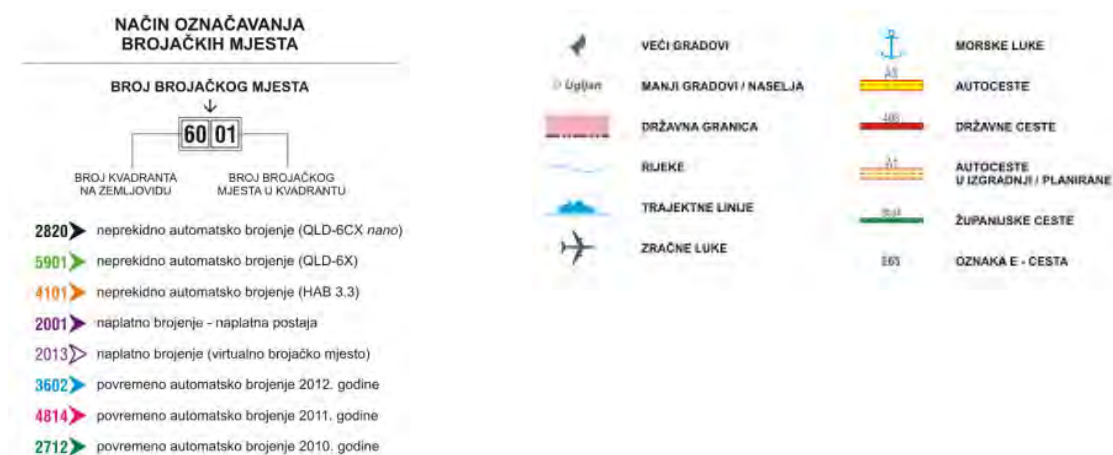 NAČIN OZNAČAVANJA
BROJAČKIH MJESTA
BROJ BROJAČKOG MJESTA
60 01
BROJ KVADRANTA
NA ZEMLJOVIDU
BROJ BROJAČKOG
MJESTA U KVADRANTU
2820 neprekidno automatsko brojenje (QLD-6CX nano)
5901 neprekidno automatsko brojenje (QLD-6X)
4101 neprekidno automatsko brojenje (HAB 3.3)
2001 naplatno brojenje - naplatna postaja
2013 naplatno brojenje (virtualno brojačko mjesto)
3602 povremeno automatsko brojenje 2012. godine
4814 povremeno automatsko brojenje 2011. godine
2712 povremeno automatsko brojenje 2010. godine
VEĆI GRADOVI
Ugljan MANJI GRADOVI / NASELJA
DRŽAVNA GRANICA
RIJEKE
TRAJEKTNE LINIJE
ZRAČNE LUKE
MORSKE LUKE
AUTOCESTE
DRŽAVNE CESTE
A1 AUTOCESTE
U IZGRADNJI / PLANIRANE
ŽUPANIJSKE CESTE
E65 OZNAKA E - CESTA